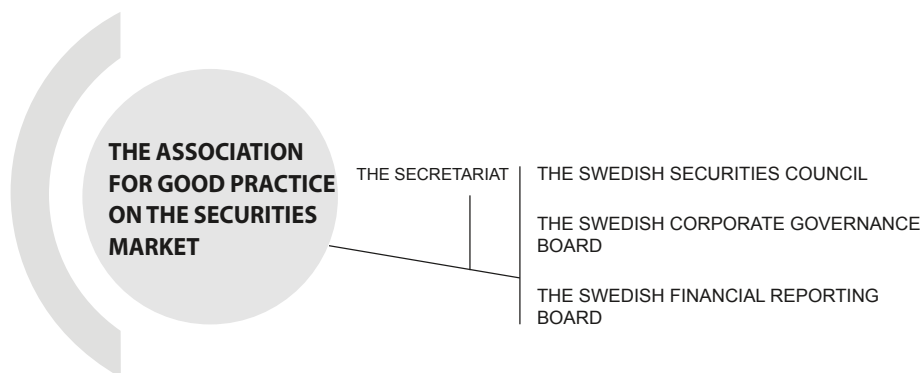 THE ASSOCIATION
FOR GOOD PRACTICE
ON THE SECURITIES
MARKET
THE SECRETARIAT
THE SWEDISH SECURITIES COUNCIL
THE SWEDISH CORPORATE GOVERNANCE
BOARD
THE SWEDISH FINANCIAL REPORTING
BOARD